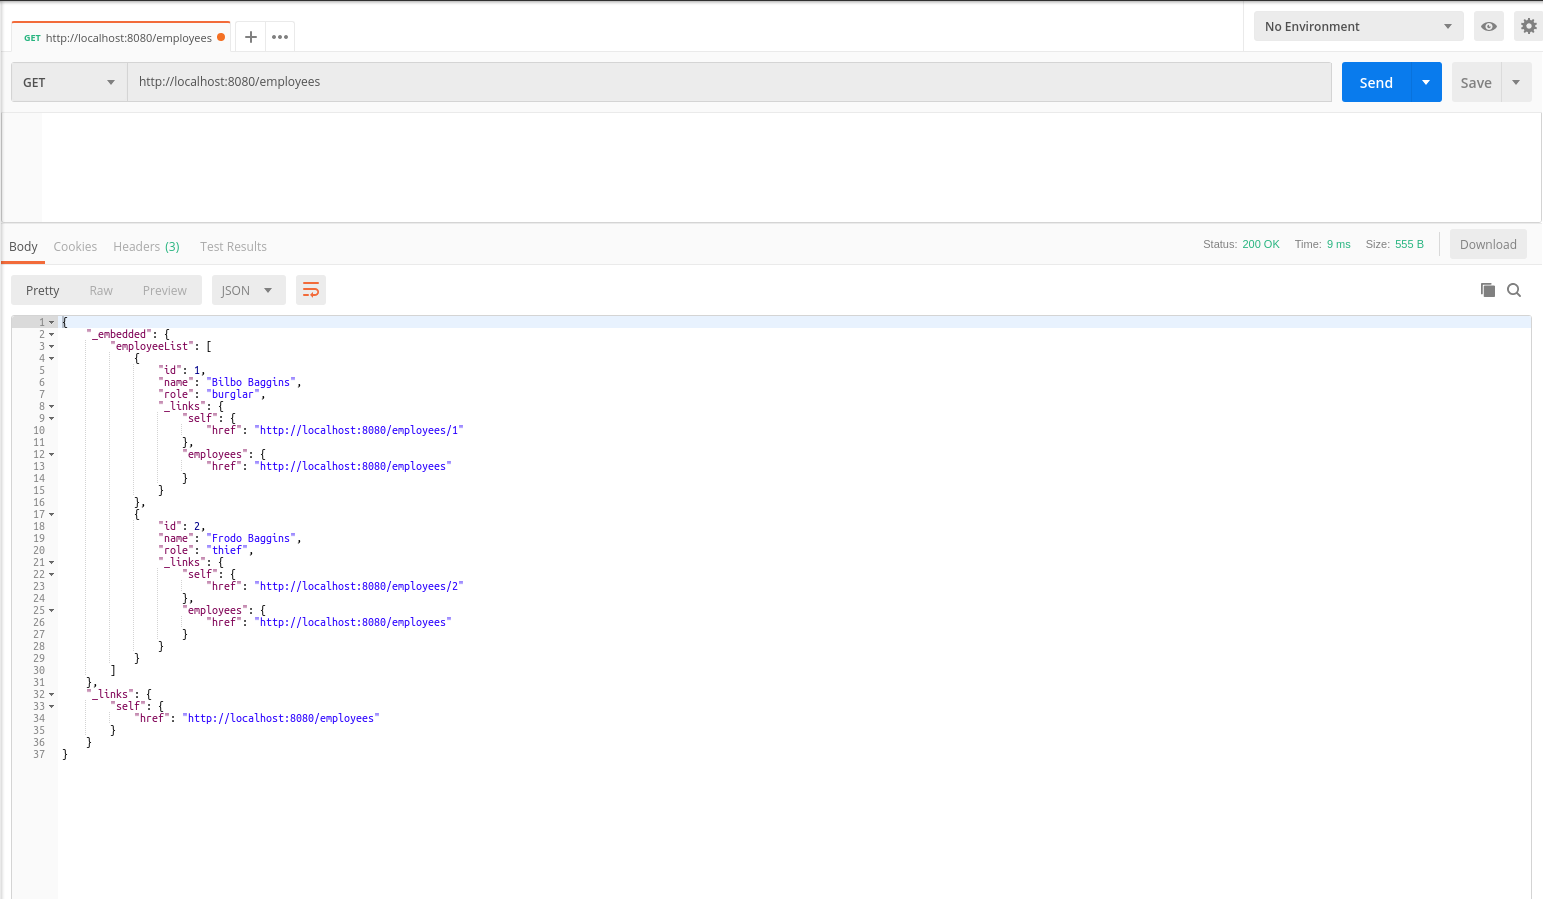 GET http://localhost:8080/employees
No Environment
GET http://localhost:8080/employees Send Save
Body Cookies Headers (3) Test Results Status: 200 OK Time: 9 ms Size: 555 B Download
Pretty Raw Preview JSON
1 {
2 "_embedded": {
3 "employeeList": [
4 {
5 "id": 1,
6 "name": "Bilbo Baggins",
7 "role": "burglar",
8 "_links": {
9 "self": {
10 "href": "http://localhost:8080/employees/1"
11 },
12 "employees": {
13 "href": "http://localhost:8080/employees"
14 }
15 }
16 },
17 {
18 "id": 2,
19 "name": "Frodo Baggins",
20 "role": "thief",
21 "_links": {
22 "self": {
23 "href": "http://localhost:8080/employees/2"
24 },
25 "employees": {
26 "href": "http://localhost:8080/employees"
27 }
28 }
29 }
30 ]
31 },
32 "_links": {
33 "self": {
34 "href": "http://localhost:8080/employees"
35 }
36 }
37 }